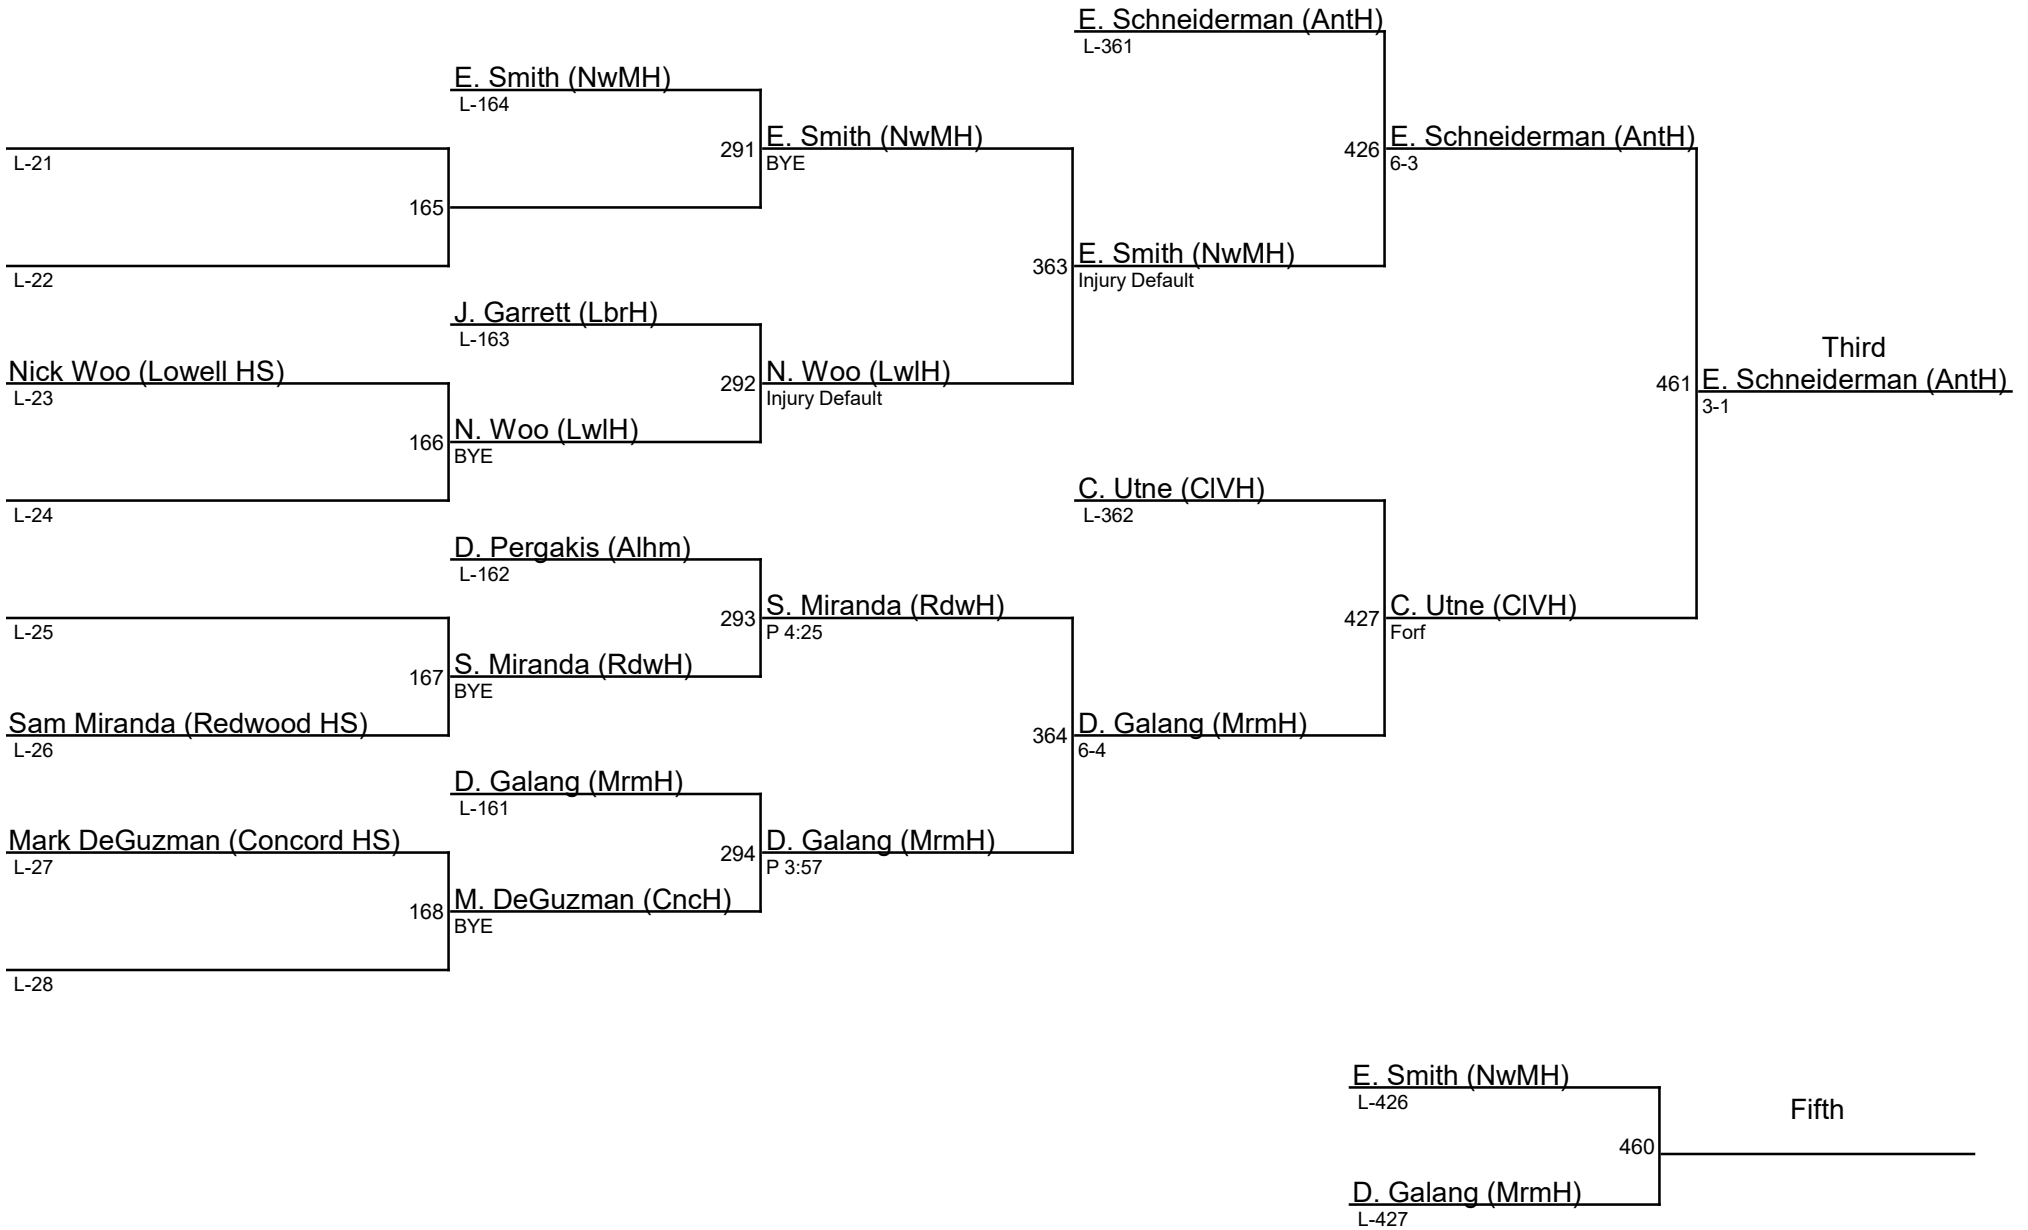 E. Schneiderman (AntH)
L-361
E. Smith (NwMH)
L-164
L-21
291
E. Smith (NwMH)
BYE
426
E. Schneiderman (AntH)
6-3
165
L-22
363
E. Smith (NwMH)
Injury Default
J. Garrett (LbrH)
L-163
Third
Nick Woo (Lowell HS)
L-23
292
N. Woo (LwlH)
Injury Default
461
E. Schneiderman (AntH)
3-1
166
N. Woo (LwlH)
BYE
L-24
C. Utne (ClVH)
L-362
D. Pergakis (Alhm)
L-162
L-25
293
S. Miranda (RdwH)
P 4:25
427
C. Utne (ClVH)
Forf
167
S. Miranda (RdwH)
BYE
Sam Miranda (Redwood HS)
L-26
364
D. Galang (MrmH)
6-4
D. Galang (MrmH)
L-161
Mark DeGuzman (Concord HS)
L-27
294
D. Galang (MrmH)
P 3:57
168
M. DeGuzman (CncH)
BYE
L-28
E. Smith (NwMH)
L-426
Fifth
460
D. Galang (MrmH)
L-427